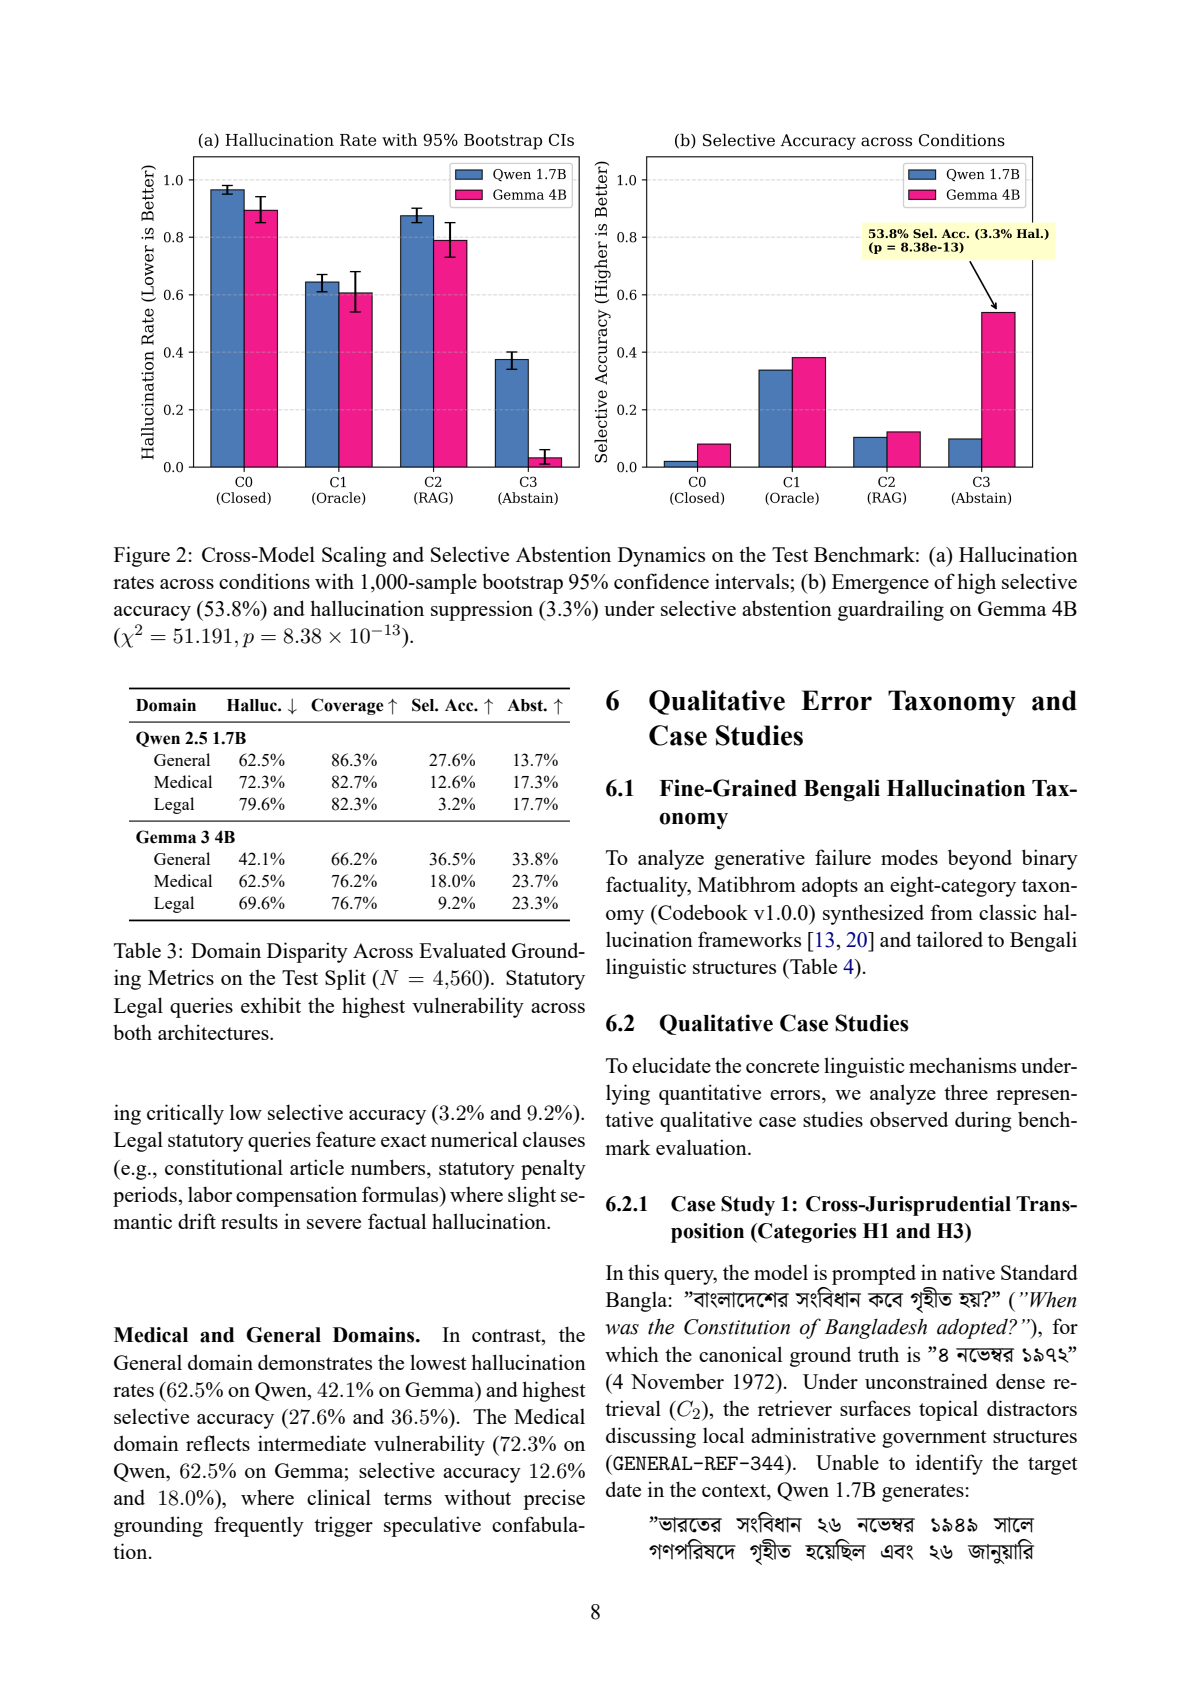 (a) Hallucination Rate with 95% Bootstrap CIs
Hallucination Rate (Lower is Better)
1.0
0.8
0.6
0.4
0.2
0.0
Qwen 1.7B
Gemma 4B
C0
(Closed)
C1
(Oracle)
C2
(RAG)
C3
(Abstain)
(b) Selective Accuracy across Conditions
Selective Accuracy (Higher is Better)
1.0
0.8
0.6
0.4
0.2
0.0
Qwen 1.7B
Gemma 4B
53.8% Sel. Acc. (3.3% Hal.)
(p = 8.38e-13)
C0
(Closed)
C1
(Oracle)
C2
(RAG)
C3
(Abstain)
Figure 2: Cross-Model Scaling and Selective Abstention Dynamics on the Test Benchmark: (a) Hallucination
rates across conditions with 1,000-sample bootstrap 95% confidence intervals; (b) Emergence of high selective
accuracy (53.8%) and hallucination suppression (3.3%) under selective abstention guardrailing on Gemma 4B
(χ² = 51.191, p = 8.38 × 10⁻¹³).
Domain Halluc. ↓ Coverage ↑ Sel. Acc. ↑ Abst. ↑
Qwen 2.5 1.7B
General 62.5% 86.3% 27.6% 13.7%
Medical 72.3% 82.7% 12.6% 17.3%
Legal 79.6% 82.3% 3.2% 17.7%
Gemma 3 4B
General 42.1% 66.2% 36.5% 33.8%
Medical 62.5% 76.2% 18.0% 23.7%
Legal 69.6% 76.7% 9.2% 23.3%
Table 3: Domain Disparity Across Evaluated Ground-
ing Metrics on the Test Split (N = 4,560). Statutory
Legal queries exhibit the highest vulnerability across
both architectures.
ing critically low selective accuracy (3.2% and 9.2%).
Legal statutory queries feature exact numerical clauses
(e.g., constitutional article numbers, statutory penalty
periods, labor compensation formulas) where slight se-
mantic drift results in severe factual hallucination.
Medical and General Domains. In contrast, the
General domain demonstrates the lowest hallucination
rates (62.5% on Qwen, 42.1% on Gemma) and highest
selective accuracy (27.6% and 36.5%). The Medical
domain reflects intermediate vulnerability (72.3% on
Qwen, 62.5% on Gemma; selective accuracy 12.6%
and 18.0%), where clinical terms without precise
grounding frequently trigger speculative confabula-
tion.
6 Qualitative Error Taxonomy and
Case Studies
6.1 Fine-Grained Bengali Hallucination Tax-
onomy
To analyze generative failure modes beyond binary
factuality, Matibhrom adopts an eight-category taxon-
omy (Codebook v1.0.0) synthesized from classic hal-
lucination frameworks [13, 20] and tailored to Bengali
linguistic structures (Table 4).
6.2 Qualitative Case Studies
To elucidate the concrete linguistic mechanisms under-
lying quantitative errors, we analyze three represen-
tative qualitative case studies observed during bench-
mark evaluation.
6.2.1 Case Study 1: Cross-Jurisprudential Trans-
position (Categories H1 and H3)
In this query, the model is prompted in native Standard
Bangla: ”বাংলাদেশের সংবিধান কবে গৃহীত হয়?” (”When
was the Constitution of Bangladesh adopted?”), for
which the canonical ground truth is ”৪ নভেম্বর ১৯৭২”
(4 November 1972). Under unconstrained dense re-
trieval (C₂), the retriever surfaces topical distractors
discussing local administrative government structures
(GENERAL-REF-344). Unable to identify the target
date in the context, Qwen 1.7B generates:
”ভারতের সংবিধান ২৬ নভেম্বর ১৯৪৯ সালে
গণপরিষদে গৃহীত হয়েছিল এবং ২৬ জানুয়ারি
8